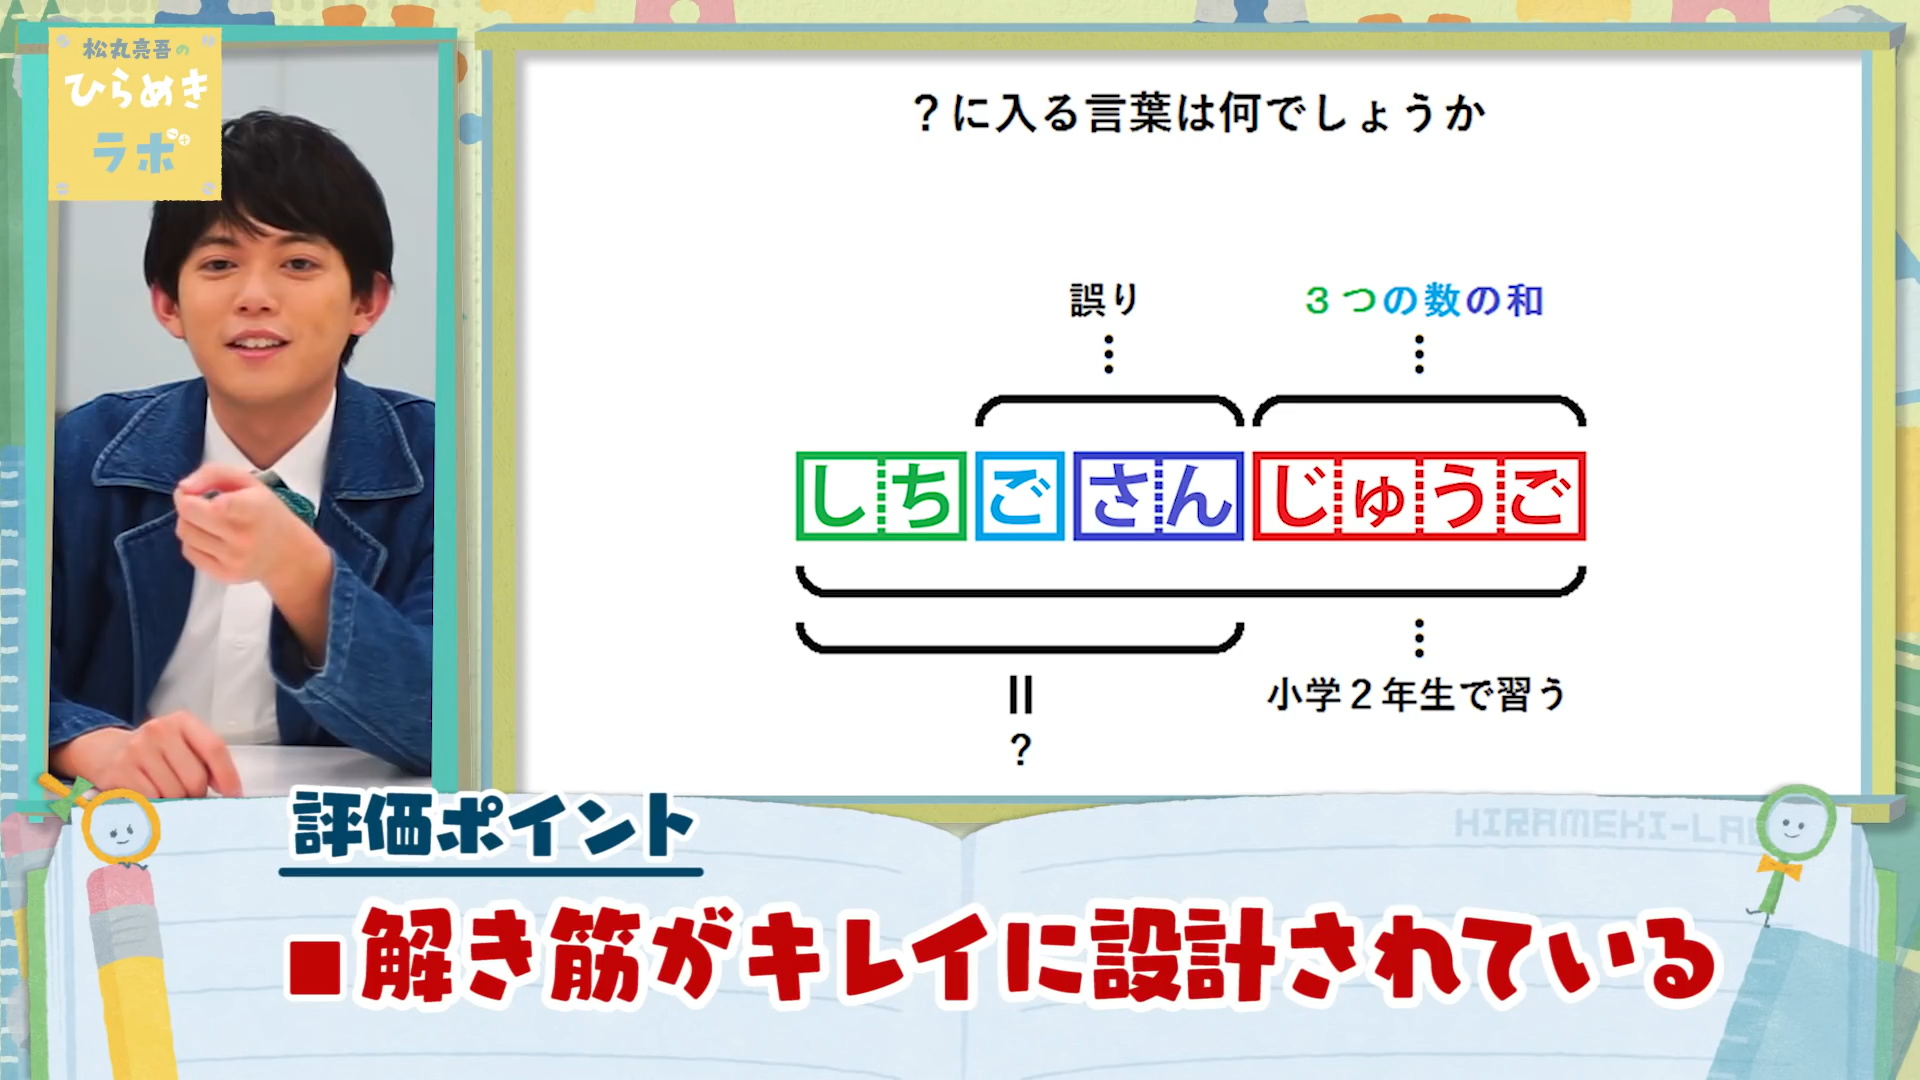 松丸亮吾の
ひらめき
ラボ
？に入る言葉は何でしょうか
誤り
３つの数の和
しちごさんじゅうご
＝
？
小学２年生で習う
HIRAMEKI-LA
評価ポイント
■解き筋がキレイに設計されている